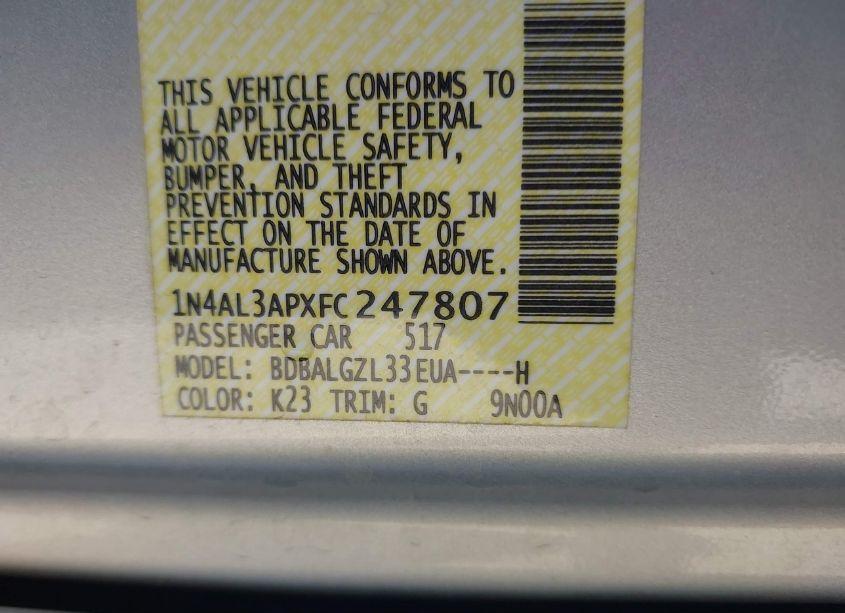 THIS VEHICLE CONFORMS TO
ALL APPLICABLE FEDERAL
MOTOR VEHICLE SAFETY,
BUMPER, AND THEFT
PREVENTION STANDARDS IN
EFFECT ON THE DATE OF
MANUFACTURE SHOWN ABOVE.
1N4AL3APXFC247807
PASSENGER CAR 517
MODEL: BDBALGZL33EUA----H
COLOR: K23 TRIM: G 9N00A